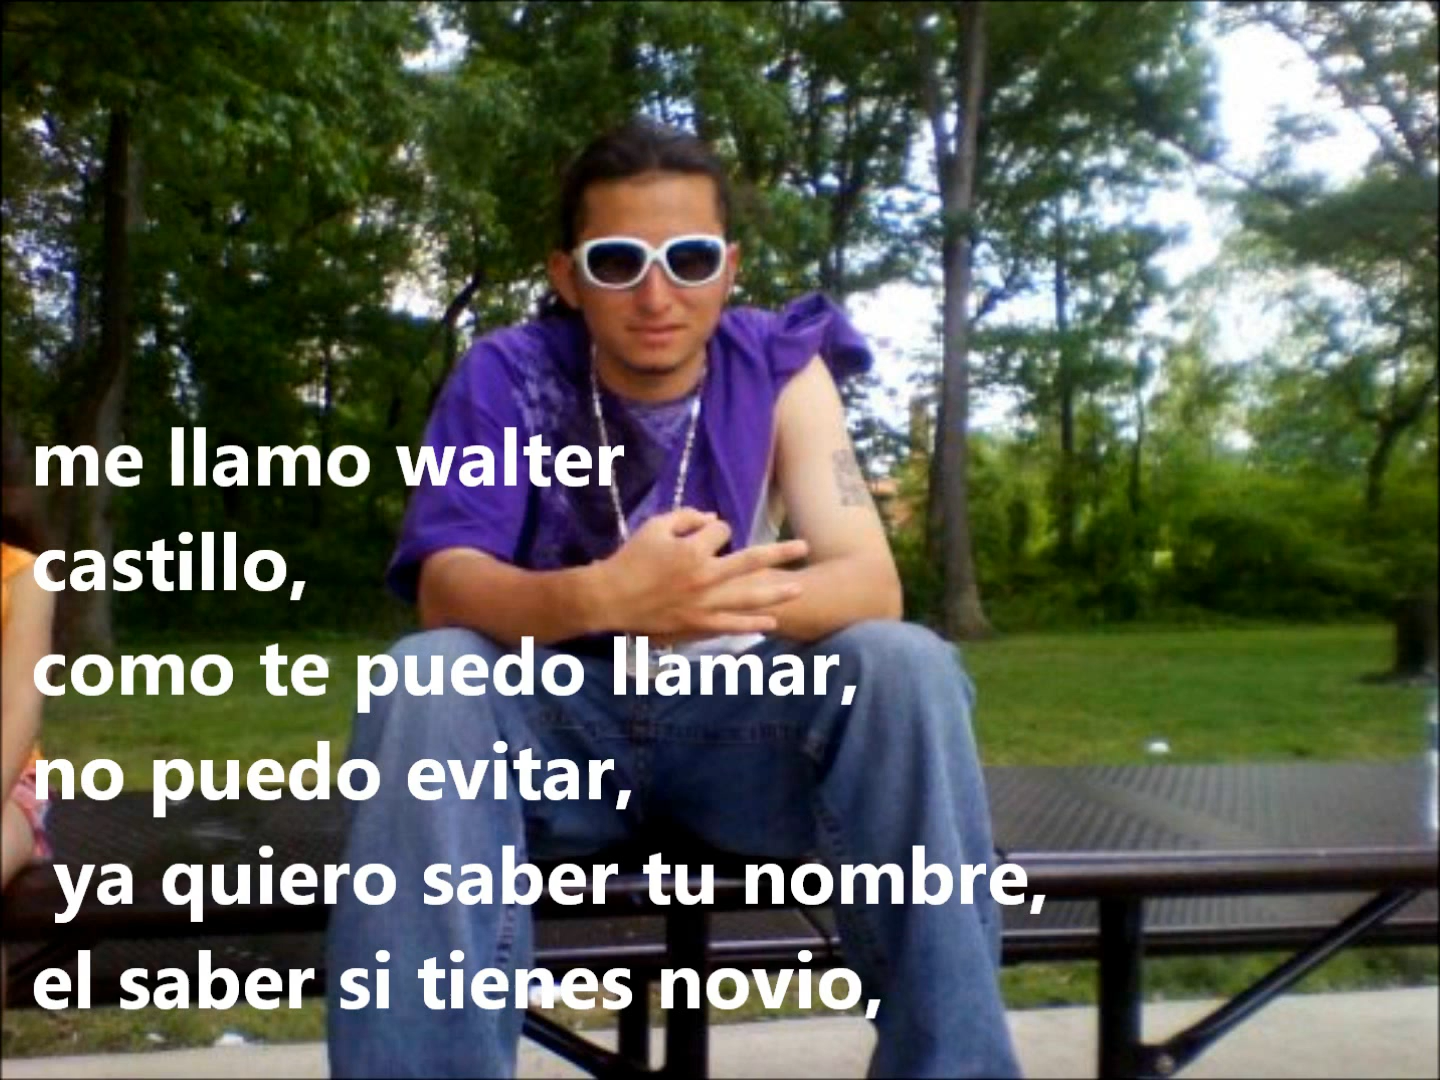 me llamo walter
castillo,
como te puedo llamar,
no puedo evitar,
ya quiero saber tu nombre,
el saber si tienes novio,